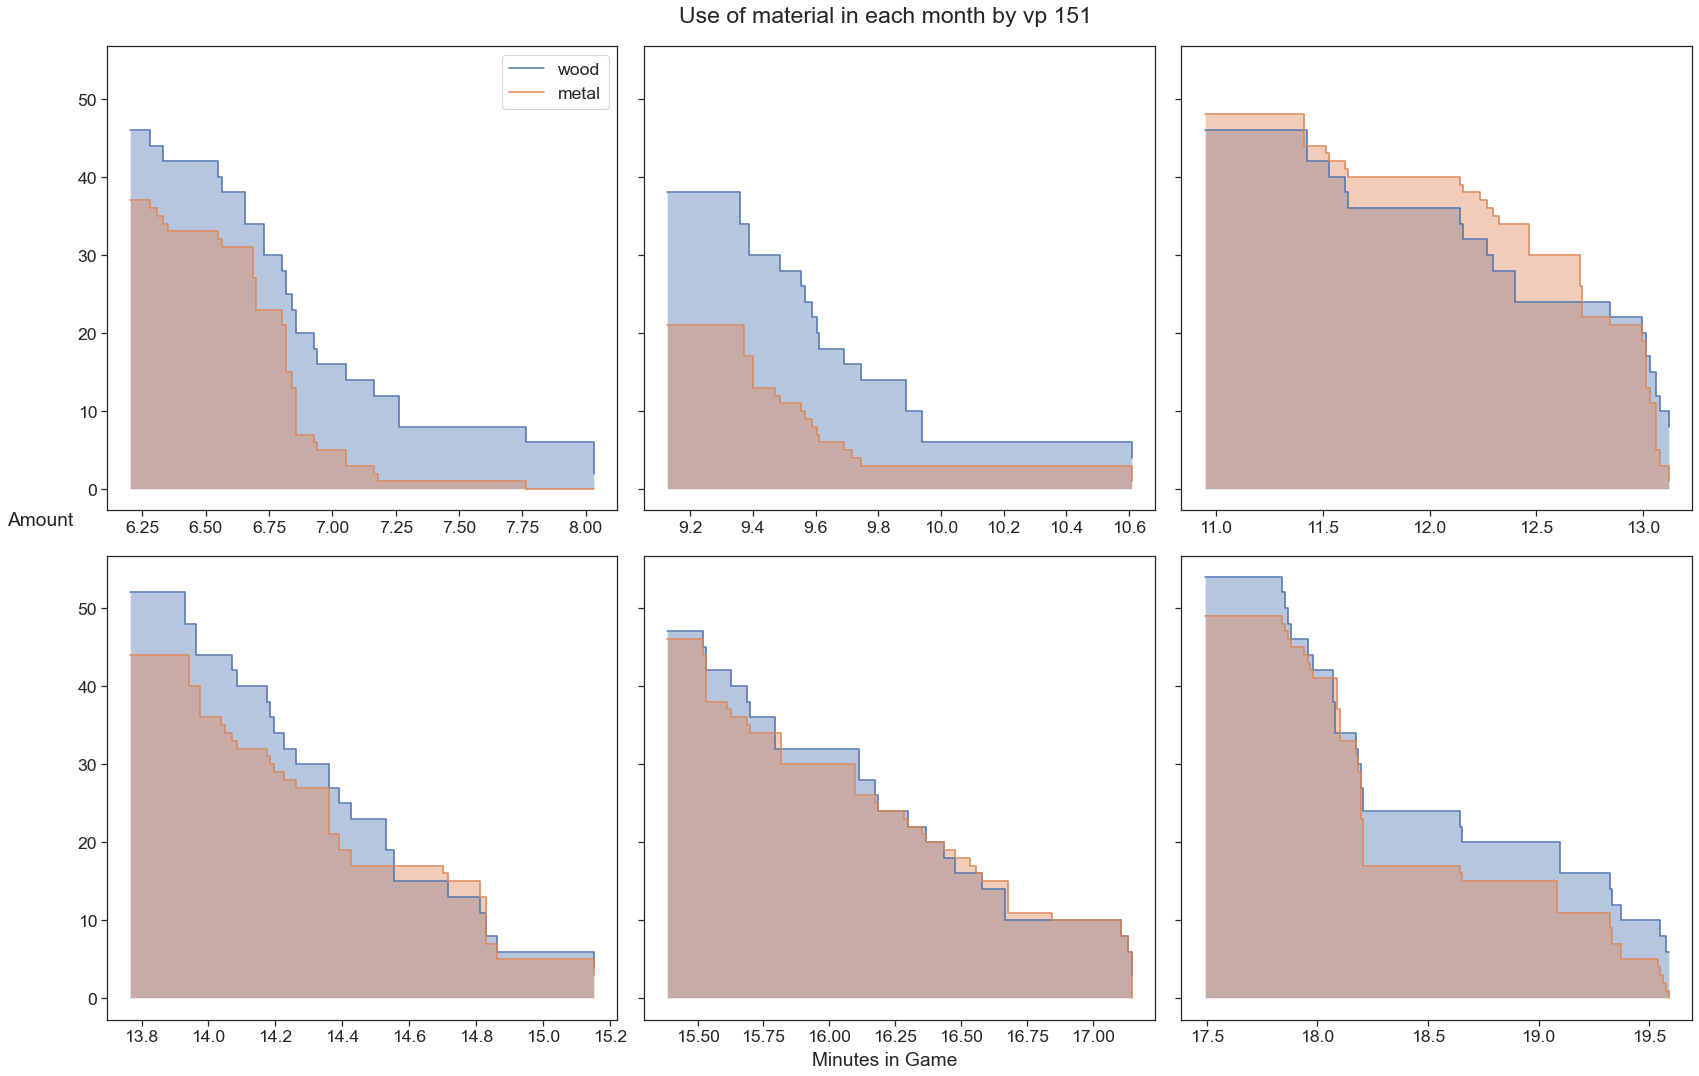 Use of material in each month by vp 151
wood
metal
50
40
30
20
10
0
6.25 6.50 6.75 7.00 7.25 7.50 7.75 8.00
9.2 9.4 9.6 9.8 10.0 10.2 10.4 10.6
11.0 11.5 12.0 12.5 13.0
Amount
50
40
30
20
10
0
13.8 14.0 14.2 14.4 14.6 14.8 15.0 15.2
15.50 15.75 16.00 16.25 16.50 16.75 17.00
17.5 18.0 18.5 19.0 19.5
Minutes in Game